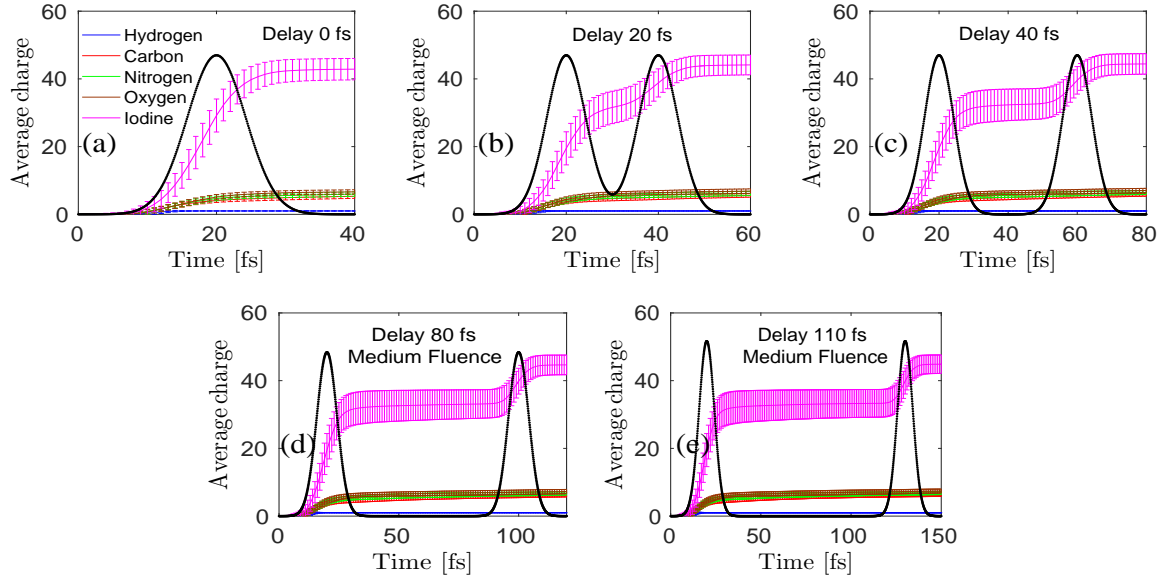 60
40
20
0
Average charge
Hydrogen
Carbon
Nitrogen
Oxygen
Iodine
Delay 0 fs
(a)
0 20 40
Time [fs]
60
40
20
0
Average charge
Delay 20 fs
(b)
0 10 20 30 40 50 60
Time [fs]
60
40
20
0
Average charge
Delay 40 fs
(c)
0 20 40 60 80
Time [fs]
60
40
20
0
Average charge
Delay 80 fs
Medium Fluence
(d)
0 50 100
Time [fs]
60
40
20
0
Average charge
Delay 110 fs
Medium Fluence
(e)
0 50 100 150
Time [fs]